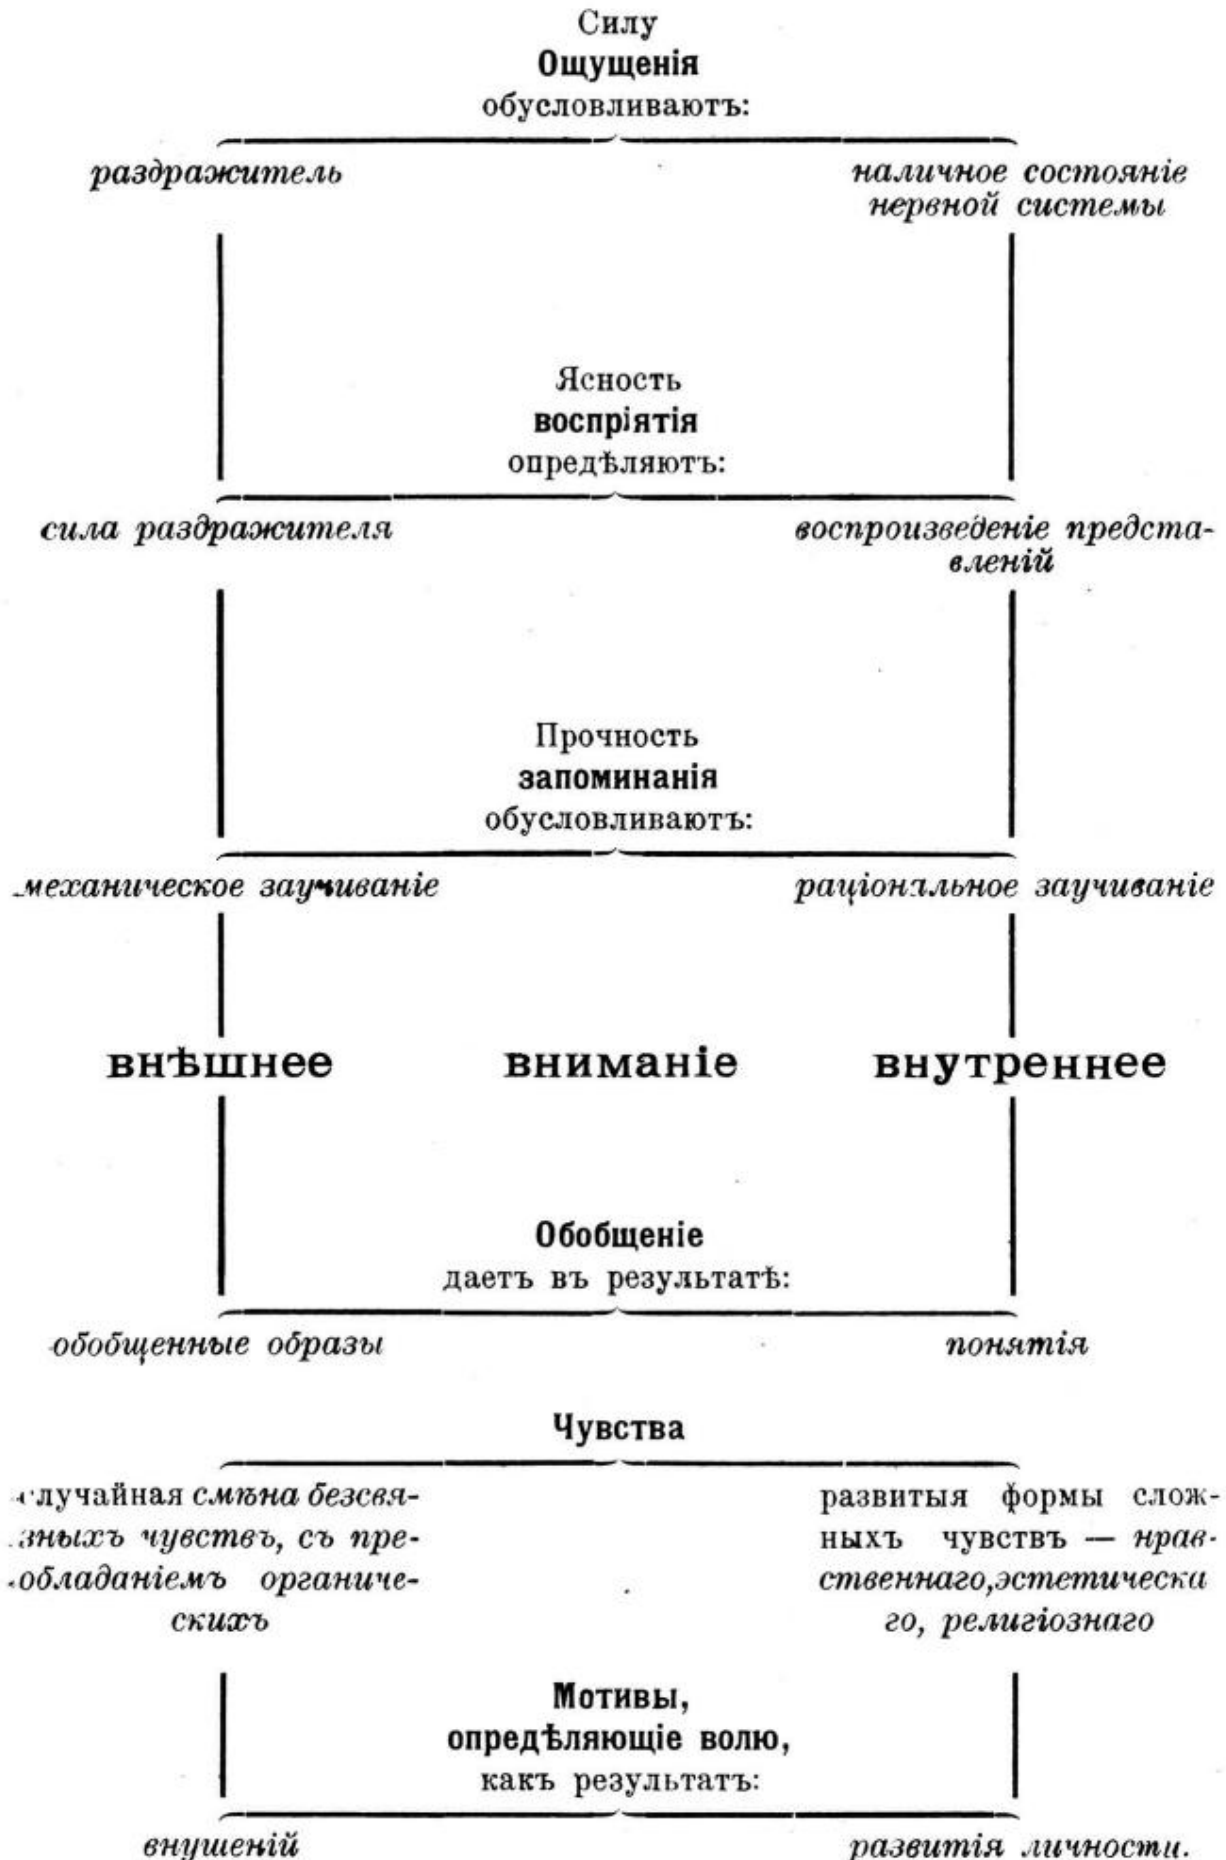 Силу
Ощущенія
обусловливаютъ:
раздражитель
наличное состояніе
нервной системы
Ясность
воспріятія
опредѣляютъ:
сила раздражителя
воспроизведеніе предста-
вленій
Прочность
запоминанія
обусловливаютъ:
механическое заучиваніе
раціональное заучиваніе
внѣшнее вниманіе внутреннее
Обобщеніе
даетъ въ результатѣ:
обобщенные образы
понятія
Чувства
случайная смѣна безсвя-
зныхъ чувствъ, съ пре-
обладаніемъ органиче-
скихъ
развитыя формы слож-
ныхъ чувствъ — нрав-
ственнаго, эстетическа
го, религіознаго
Мотивы,
опредѣляющіе волю,
какъ результатъ:
внушеній
развитія личности.